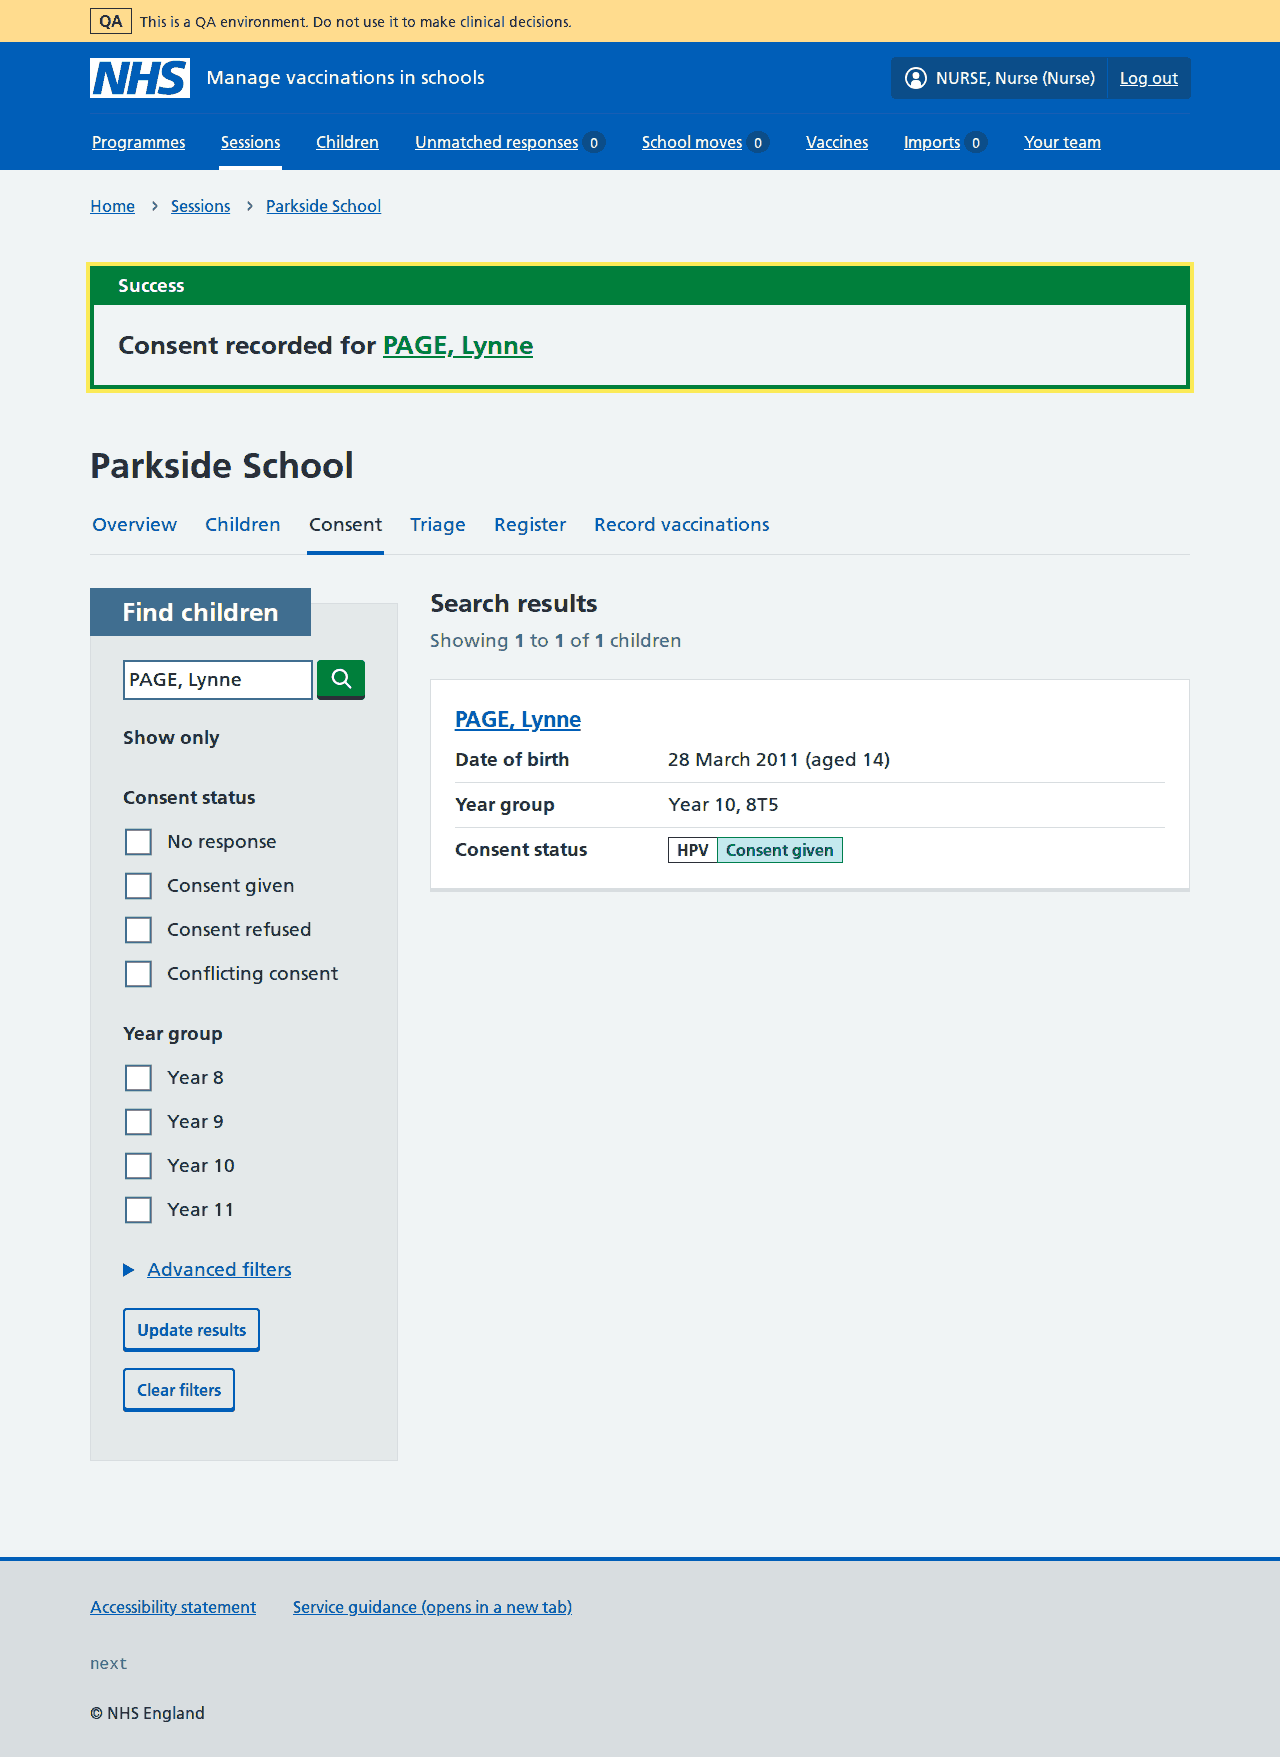 QA This is a QA environment. Do not use it to make clinical decisions.
NHS Manage vaccinations in schools NURSE, Nurse (Nurse) Log out
Programmes Sessions Children Unmatched responses 0 School moves 0 Vaccines Imports 0 Your team
Home Sessions Parkside School
Success
Consent recorded for PAGE, Lynne
Parkside School
Overview Children Consent Triage Register Record vaccinations
Find children
PAGE, Lynne
Show only
Consent status
No response
Consent given
Consent refused
Conflicting consent
Year group
Year 8
Year 9
Year 10
Year 11
Advanced filters
Update results
Clear filters
Search results
Showing 1 to 1 of 1 children
PAGE, Lynne
Date of birth 28 March 2011 (aged 14)
Year group Year 10, 8T5
Consent status HPV Consent given
Accessibility statement Service guidance (opens in a new tab)
next
© NHS England